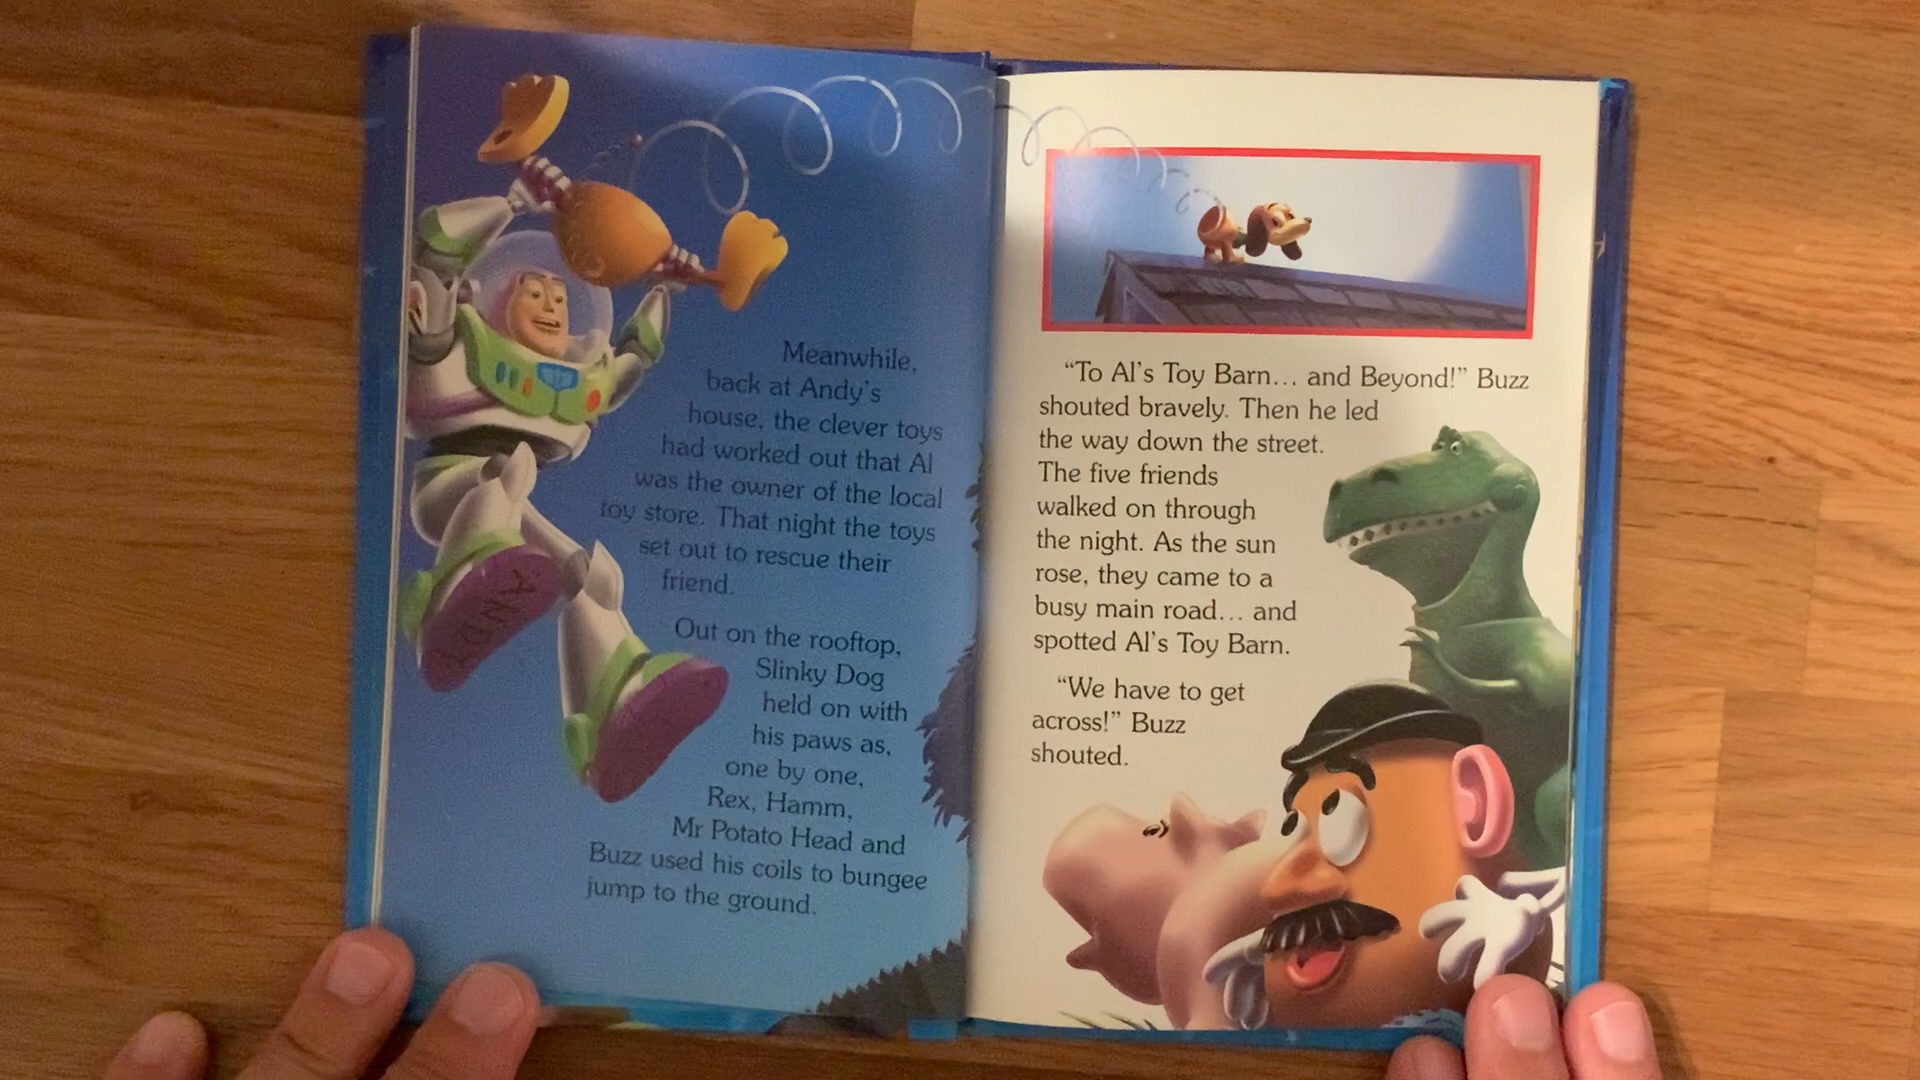 Meanwhile,
back at Andy's
house, the clever toys
had worked out that Al
was the owner of the local
toy store. That night the toys
set out to rescue their
friend.
Out on the rooftop,
Slinky Dog
held on with
his paws as,
one by one,
Rex, Hamm,
Mr Potato Head and
Buzz used his coils to bungee
jump to the ground.
ANDY
“To Al's Toy Barn... and Beyond!” Buzz
shouted bravely. Then he led
the way down the street.
The five friends
walked on through
the night. As the sun
rose, they came to a
busy main road... and
spotted Al's Toy Barn.
“We have to get
across!” Buzz
shouted.